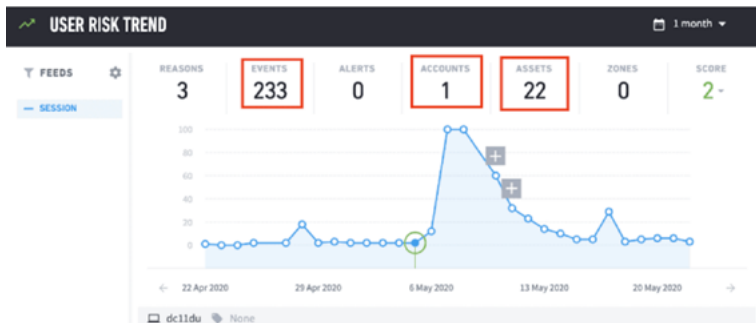 USER RISK TREND
1 month
FEEDS
SESSION
REASONS EVENTS ALERTS ACCOUNTS ASSETS ZONES SCORE
3 233 0 1 22 0 2 -
100
80
60
40
20
0
22 Apr 2020 29 Apr 2020 6 May 2020 13 May 2020 20 May 2020
dc11du None